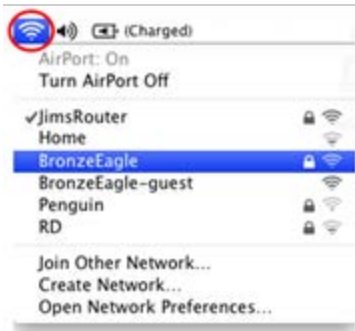 (Charged)
AirPort: On
Turn AirPort Off
✓JimsRouter
Home
BronzeEagle
BronzeEagle-guest
Penguin
RD
Join Other Network...
Create Network...
Open Network Preferences...